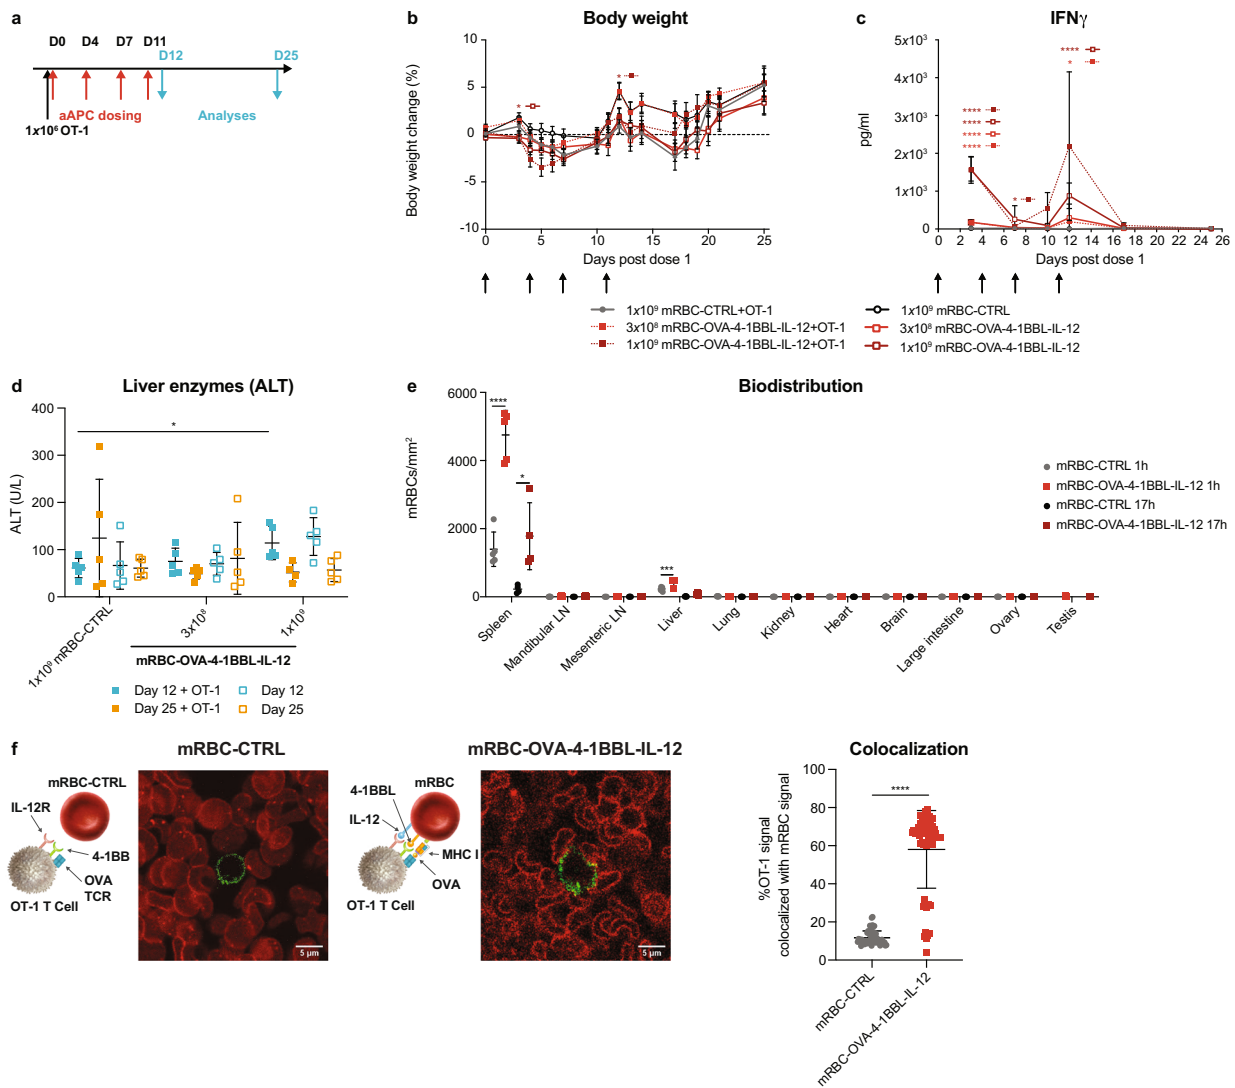 a
D0 D4 D7 D11
D12 D25
aAPC dosing Analyses
1x10⁶ OT-1
b Body weight
Body weight change (%)
10
5
0
-5
-10
0 5 10 15 20 25
Days post dose 1
c IFNγ
pg/ml
5x10³
4x10³
3x10³
2x10³
1x10³
0
0 2 4 6 8 10 12 14 16 18 20 22 24 26
Days post dose 1
*
*
****
****
****
****
*
****
*
1x10⁹ mRBC-CTRL+OT-1
3x10⁸ mRBC-OVA-4-1BBL-IL-12+OT-1
1x10⁹ mRBC-OVA-4-1BBL-IL-12+OT-1
1x10⁹ mRBC-CTRL
3x10⁸ mRBC-OVA-4-1BBL-IL-12
1x10⁹ mRBC-OVA-4-1BBL-IL-12
d Liver enzymes (ALT)
ALT (U/L)
400
300
200
100
0
*
1x10⁹ mRBC-CTRL
3x10⁸
1x10⁹
mRBC-OVA-4-1BBL-IL-12
Day 12 + OT-1 Day 12
Day 25 + OT-1 Day 25
e Biodistribution
mRBCs/mm²
6000
4000
2000
0
****
*
***
Spleen
Mandibular LN
Mesenteric LN
Liver
Lung
Kidney
Heart
Brain
Large intestine
Ovary
Testis
mRBC-CTRL 1h
mRBC-OVA-4-1BBL-IL-12 1h
mRBC-CTRL 17h
mRBC-OVA-4-1BBL-IL-12 17h
f mRBC-CTRL
mRBC-CTRL
IL-12R
4-1BB
OVA
TCR
OT-1 T Cell
5 µm
mRBC-OVA-4-1BBL-IL-12
4-1BBL mRBC
IL-12
MHC I
OVA
OT-1 T Cell
5 µm
Colocalization
%OT-1 signal
colocalized with mRBC signal
100
80
60
40
20
0
****
mRBC-CTRL
mRBC-OVA-4-1BBL-IL-12